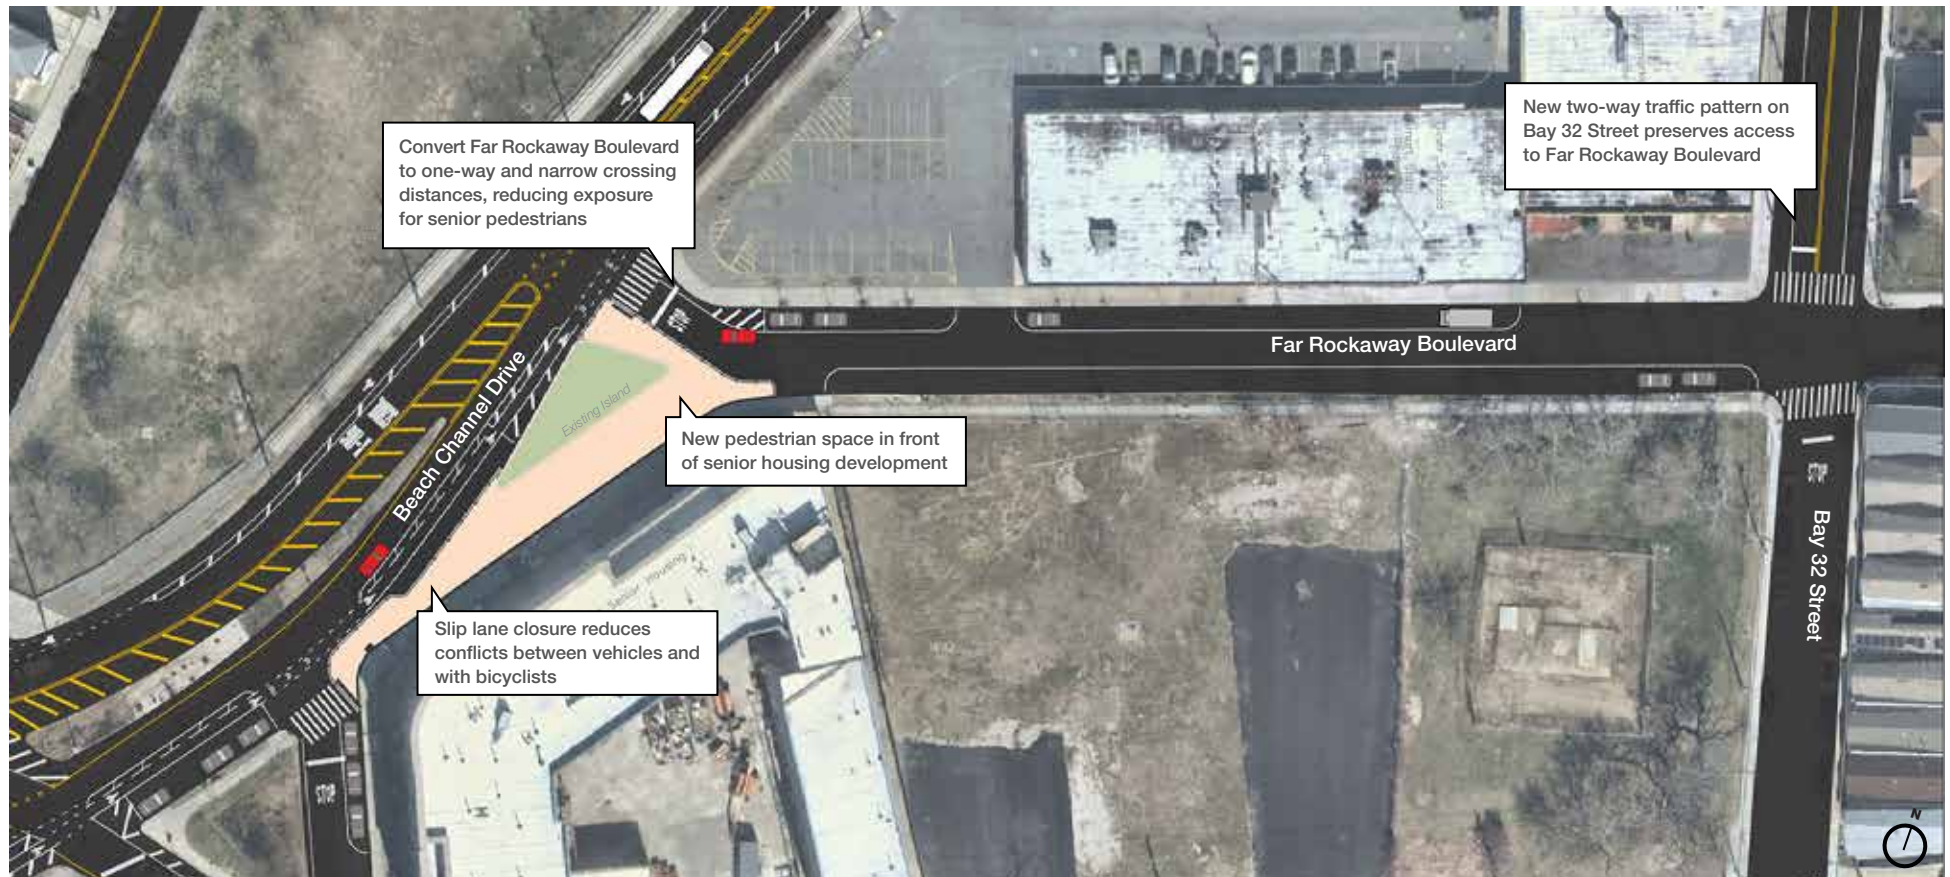 New two-way traffic pattern on
Bay 32 Street preserves access
to Far Rockaway Boulevard
Convert Far Rockaway Boulevard
to one-way and narrow crossing
distances, reducing exposure
for senior pedestrians
STOP
Far Rockaway Boulevard
Beach Channel Drive
Existing Island
New pedestrian space in front
of senior housing development
Bay 32 Street
Senior Housing
Slip lane closure reduces
conflicts between vehicles and
with bicyclists
STOP
N